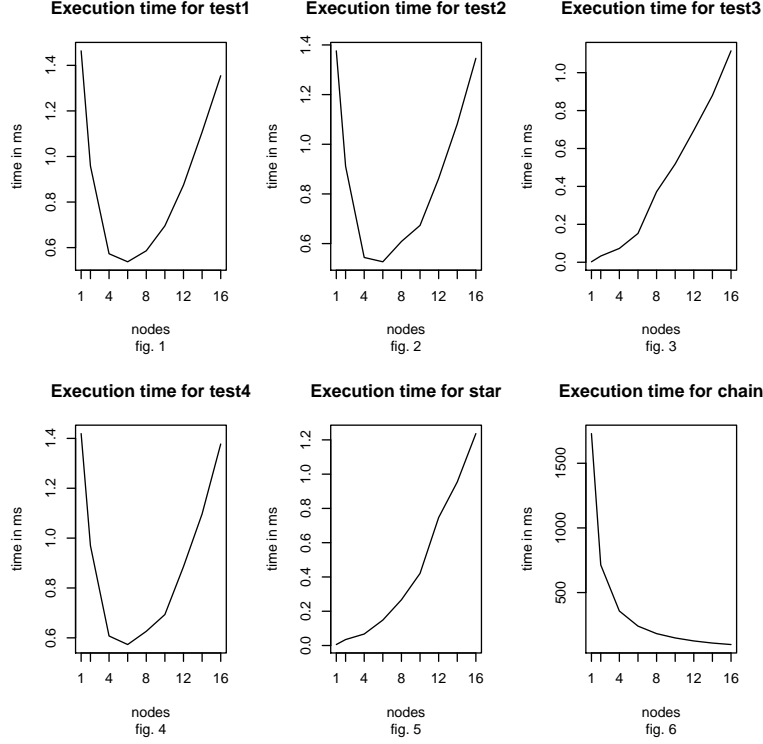 Execution time for test1
time in ms
0.6 0.8 1.0 1.2 1.4
1 4 8 12 16
nodes
fig. 1
Execution time for test2
time in ms
0.6 0.8 1.0 1.2 1.4
1 4 8 12 16
nodes
fig. 2
Execution time for test3
time in ms
0.0 0.2 0.4 0.6 0.8 1.0
1 4 8 12 16
nodes
fig. 3
Execution time for test4
time in ms
0.6 0.8 1.0 1.2 1.4
1 4 8 12 16
nodes
fig. 4
Execution time for star
time in ms
0.0 0.2 0.4 0.6 0.8 1.0 1.2
1 4 8 12 16
nodes
fig. 5
Execution time for chain
time in ms
500 1000 1500
1 4 8 12 16
nodes
fig. 6